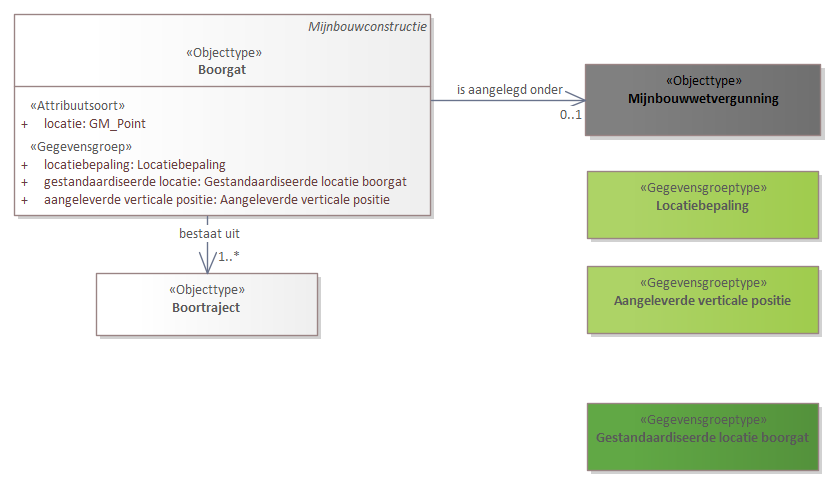 Mijnbouwconstructie
«Objecttype»
Boorgat
«Attribuutsoort»
+ locatie: GM_Point
«Gegevensgroep»
+ locatiebepaling: Locatiebepaling
+ gestandaardiseerde locatie: Gestandaardiseerde locatie boorgat
+ aangeleverde verticale positie: Aangeleverde verticale positie
is aangelegd onder
0..1
«Objecttype»
Mijnbouwwetvergunning
«Gegevensgroeptype»
Locatiebepaling
bestaat uit
1..*
«Objecttype»
Boortraject
«Gegevensgroeptype»
Aangeleverde verticale positie
«Gegevensgroeptype»
Gestandaardiseerde locatie boorgat